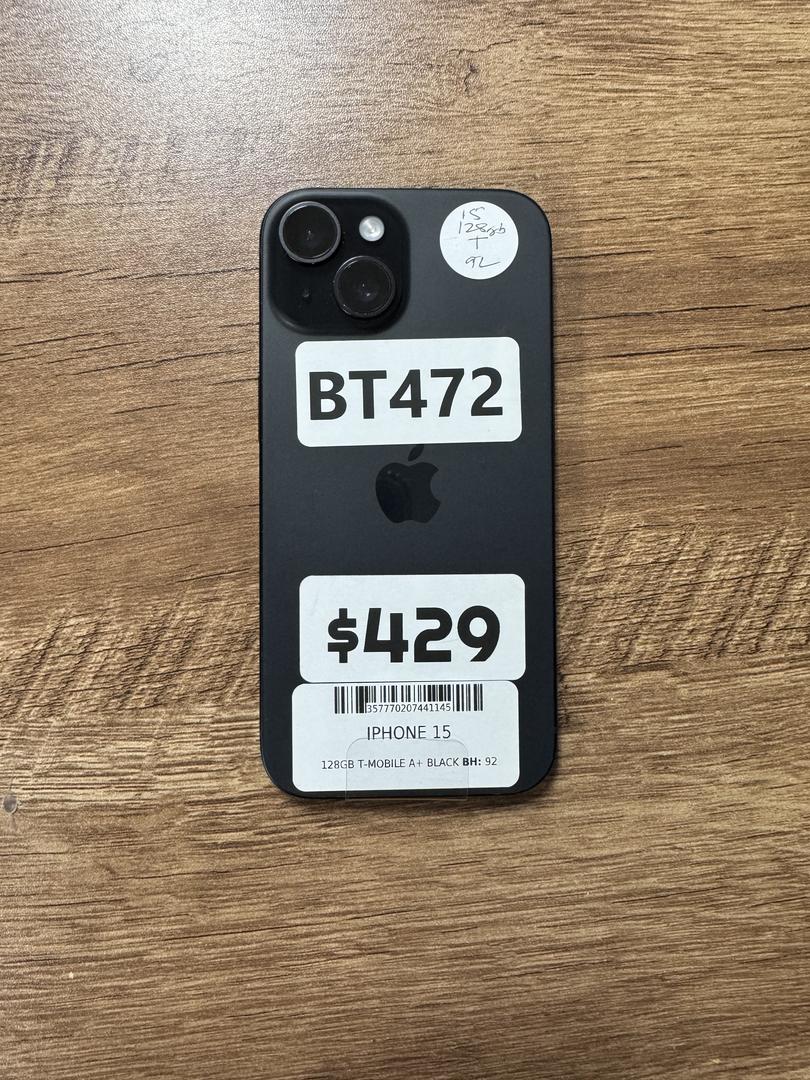 15
128gb
T
92
BT472
$429
357770207441145
IPHONE 15
128GB T-MOBILE A+ BLACK BH: 92